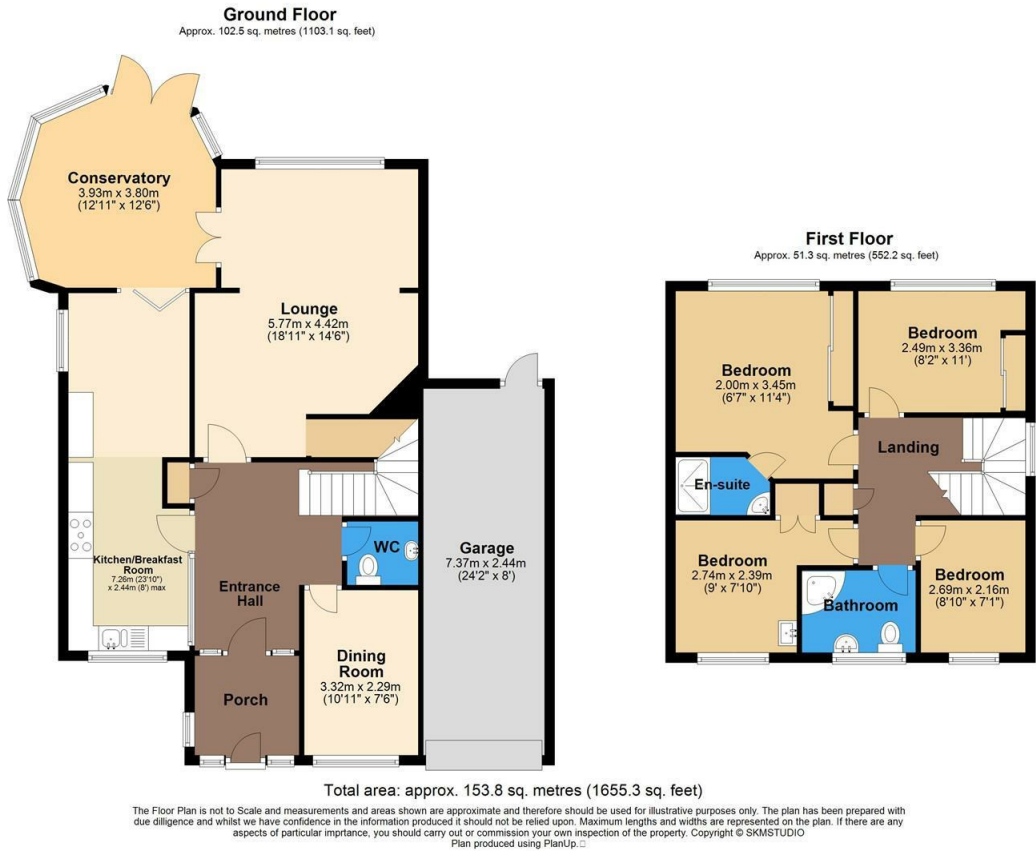 Ground Floor
Approx. 102.5 sq. metres (1103.1 sq. feet)
Conservatory
3.93m x 3.80m
(12'11" x 12'6")
Lounge
5.77m x 4.42m
(18'11" x 14'6")
Kitchen/Breakfast
Room
7.26m (23'10")
x 2.44m (8') max
Entrance
Hall
WC
Garage
7.37m x 2.44m
(24'2" x 8')
Dining
Room
3.32m x 2.29m
(10'11" x 7'6")
Porch
First Floor
Approx. 51.3 sq. metres (552.2 sq. feet)
Bedroom
2.00m x 3.45m
(6'7" x 11'4")
Bedroom
2.49m x 3.36m
(8'2" x 11')
Landing
En-suite
Bedroom
2.74m x 2.39m
(9' x 7'10")
Bathroom
Bedroom
2.69m x 2.16m
(8'10" x 7'1")
Total area: approx. 153.8 sq. metres (1655.3 sq. feet)
The Floor Plan is not to Scale and measurements and areas shown are approximate and therefore should be used for illustrative purposes only. The plan has been prepared with
due dilligence and whilst we have confidence in the information produced it should not be relied upon. Maximum lengths and widths are represented on the plan. If there are any
aspects of particular imprtance, you should carry out or commission your own inspection of the property. Copyright © SKMSTUDIO
Plan produced using PlanUp.